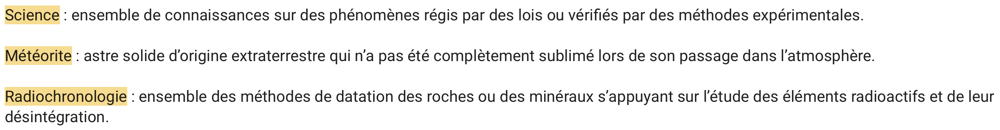 Science : ensemble de connaissances sur des phénomènes régis par des lois ou vérifiés par des méthodes expérimentales.
Météorite : astre solide d’origine extraterrestre qui n’a pas été complètement sublimé lors de son passage dans l’atmosphère.
Radiochronologie : ensemble des méthodes de datation des roches ou des minéraux s’appuyant sur l’étude des éléments radioactifs et de leur
désintégration.